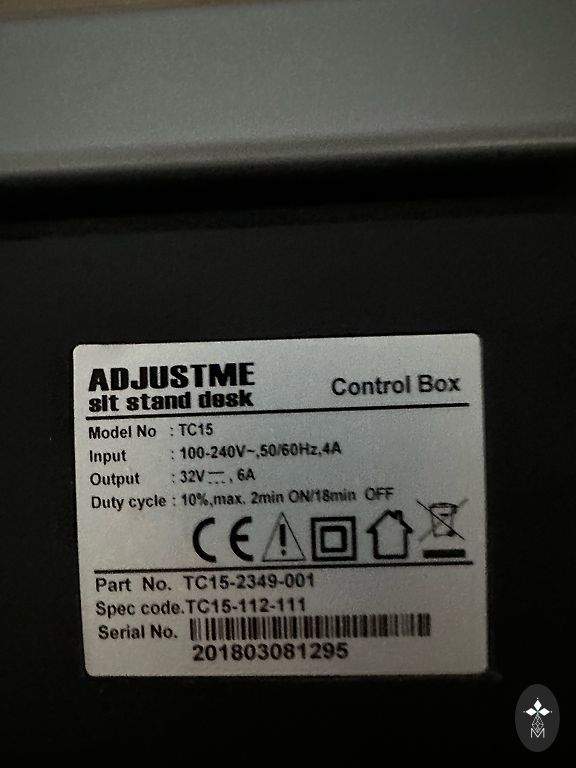 ADJUSTME
sit stand desk
Control Box
Model No : TC15
Input : 100-240V~,50/60Hz,4A
Output : 32V⎓, 6A
Duty cycle : 10%,max. 2min ON/18min OFF
CE
Part No. TC15-2349-001
Spec code.TC15-112-111
Serial No.
201803081295
M